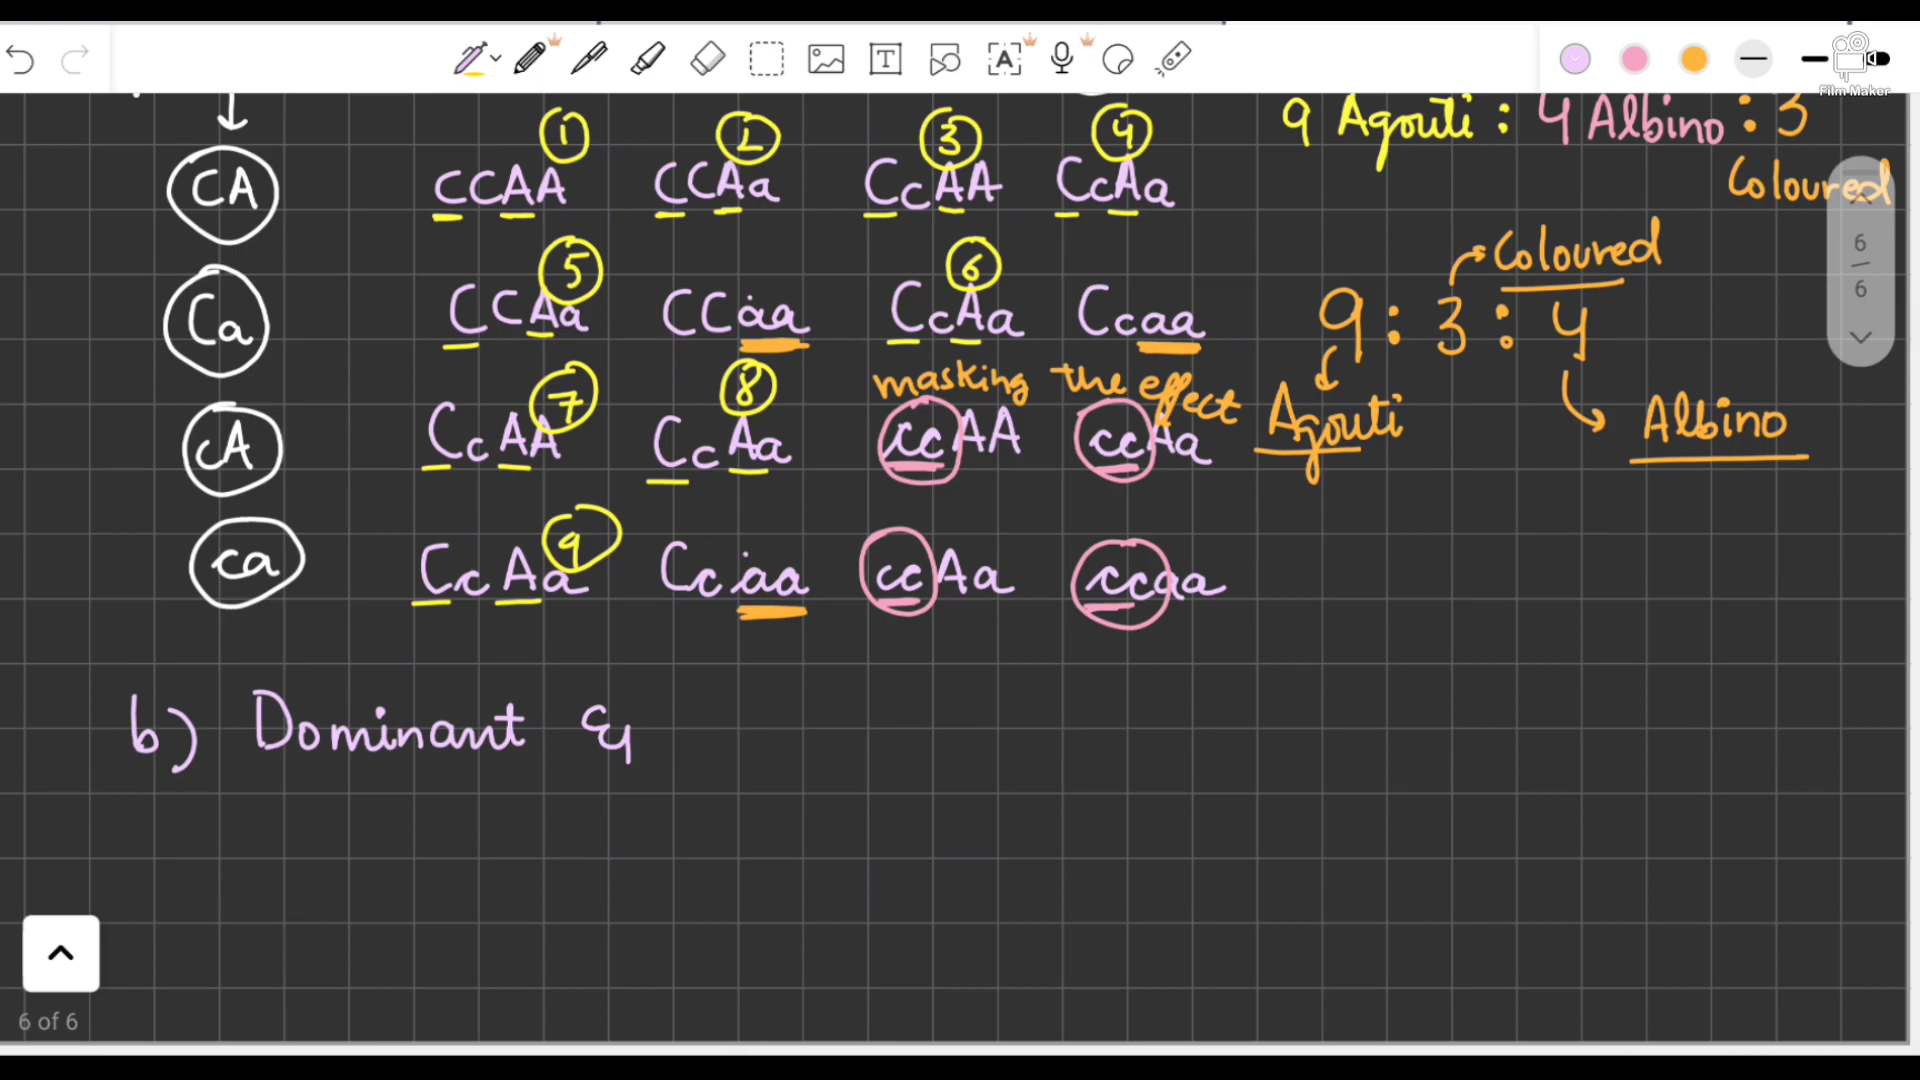 Film Maker
9 Agouti : 4 Albino : 3
Coloured
① ② ③ ④
CA CCAA CCAa CcAA CcAa
⑤ ⑥
Ca CCAa CCaa CcAa Ccaa
Coloured
9 : 3 : 4
masking the effect
Agouti
Albino
⑦ ⑧
cA CcAA CcAa ccAA ccAa
⑨
ca CcAa Ccaa ccAa ccaa
6
6
b) Dominant
6 of 6